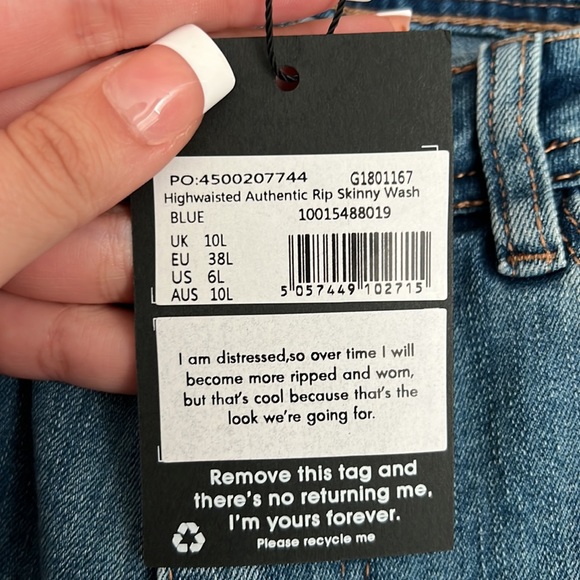 PO:4500207744 G1801167
Highwaisted Authentic Rip Skinny Wash
BLUE 10015488019
UK 10L
EU 38L
US 6L
AUS 10L
5 057449 102715
I am distressed,so over time I will
become more ripped and worn,
but that's cool because that's the
look we're going for.
Remove this tag and
there's no returning me,
I'm yours forever.
Please recycle me